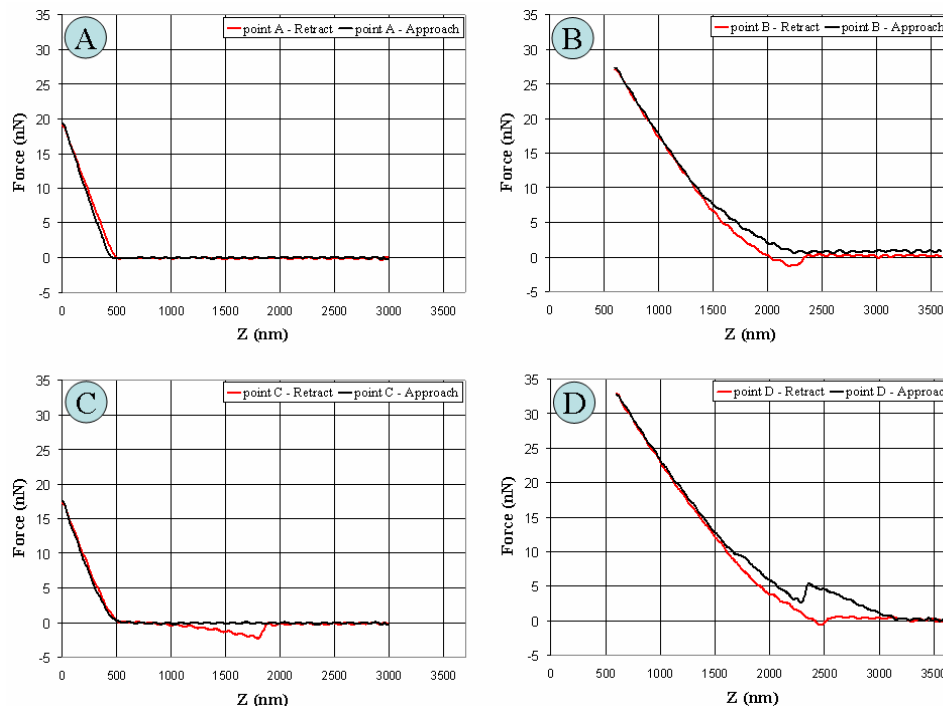 A
point A - Retract point A - Approach
35
30
25
20
15
10
5
0
-5
0 500 1000 1500 2000 2500 3000 3500
Force (nN)
Z (nm)
B
point B - Retract point B - Approach
35
30
25
20
15
10
5
0
-5
0 500 1000 1500 2000 2500 3000 3500
Force (nN)
Z (nm)
C
point C - Retract point C - Approach
35
30
25
20
15
10
5
0
-5
0 500 1000 1500 2000 2500 3000 3500
Force (nN)
Z (nm)
D
point D - Retract point D - Approach
35
30
25
20
15
10
5
0
-5
0 500 1000 1500 2000 2500 3000 3500
Force (nN)
Z (nm)